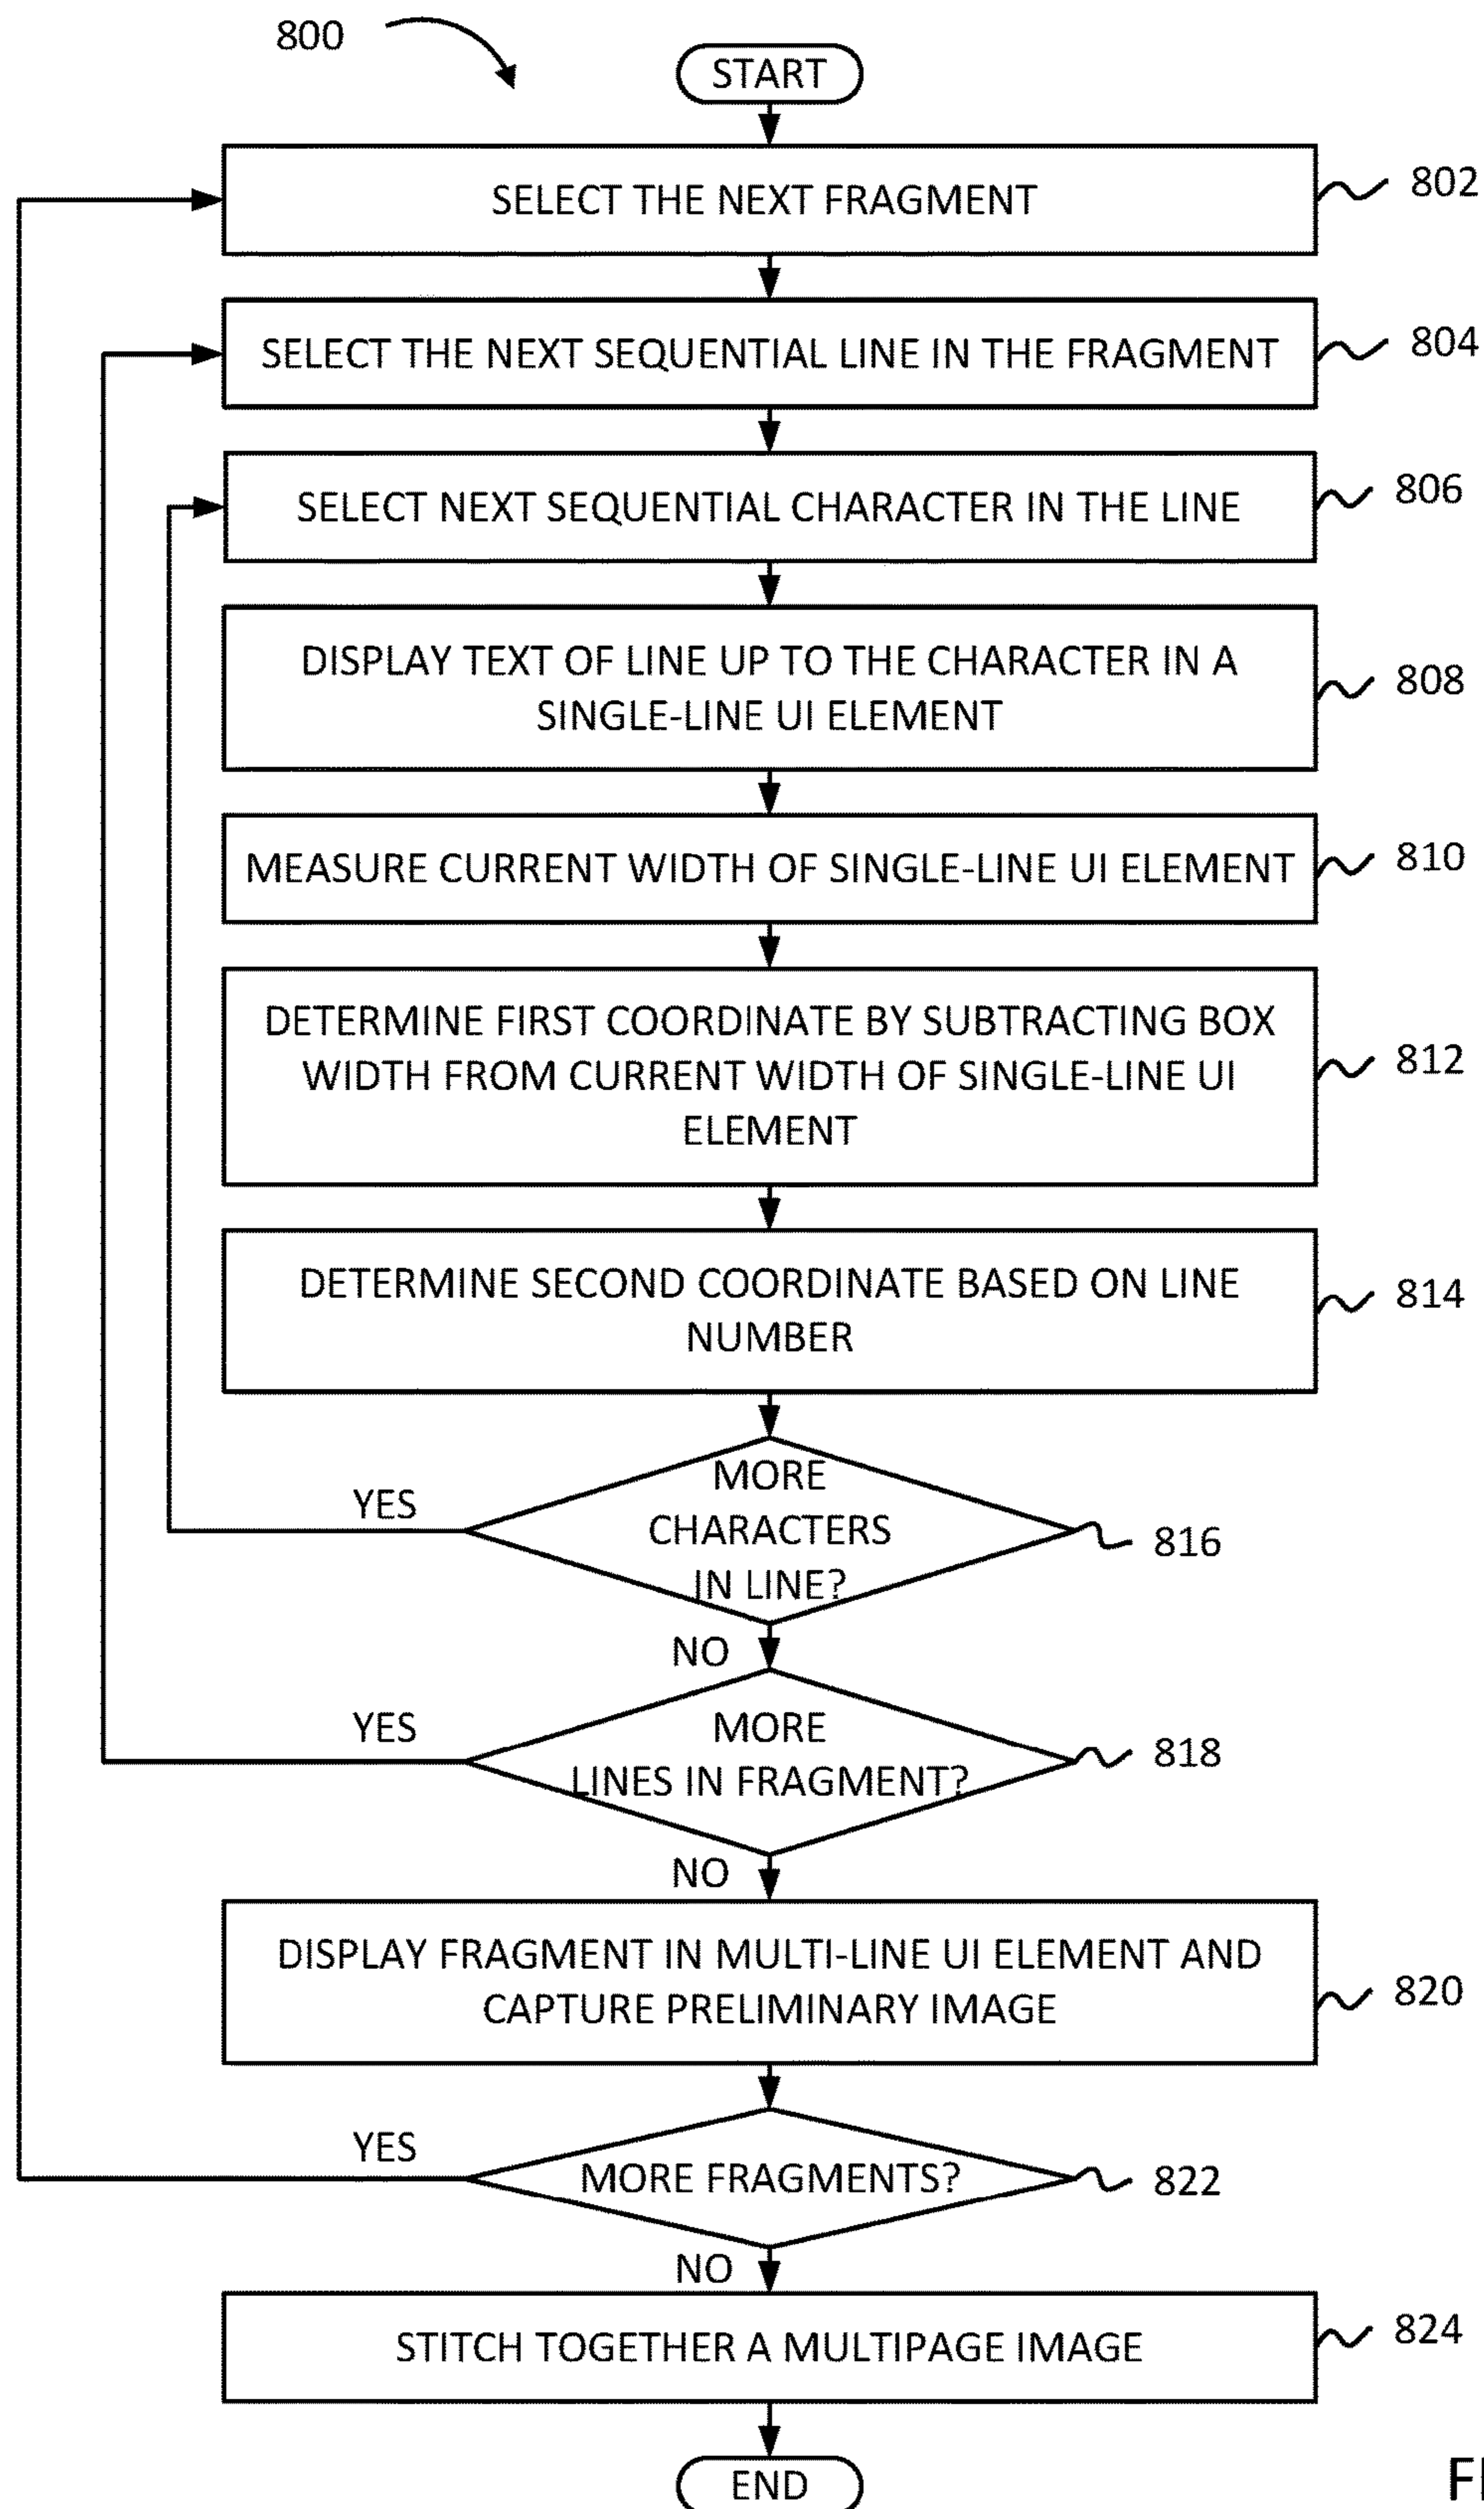 800
START
SELECT THE NEXT FRAGMENT
802
SELECT THE NEXT SEQUENTIAL LINE IN THE FRAGMENT
804
SELECT NEXT SEQUENTIAL CHARACTER IN THE LINE
806
DISPLAY TEXT OF LINE UP TO THE CHARACTER IN A
SINGLE-LINE UI ELEMENT
808
MEASURE CURRENT WIDTH OF SINGLE-LINE UI ELEMENT
810
DETERMINE FIRST COORDINATE BY SUBTRACTING BOX
WIDTH FROM CURRENT WIDTH OF SINGLE-LINE UI
ELEMENT
812
DETERMINE SECOND COORDINATE BASED ON LINE
NUMBER
814
MORE
CHARACTERS
IN LINE?
YES
816
NO
MORE
LINES IN FRAGMENT?
YES
818
NO
DISPLAY FRAGMENT IN MULTI-LINE UI ELEMENT AND
CAPTURE PRELIMINARY IMAGE
820
YES
MORE FRAGMENTS?
822
NO
STITCH TOGETHER A MULTIPAGE IMAGE
824
END